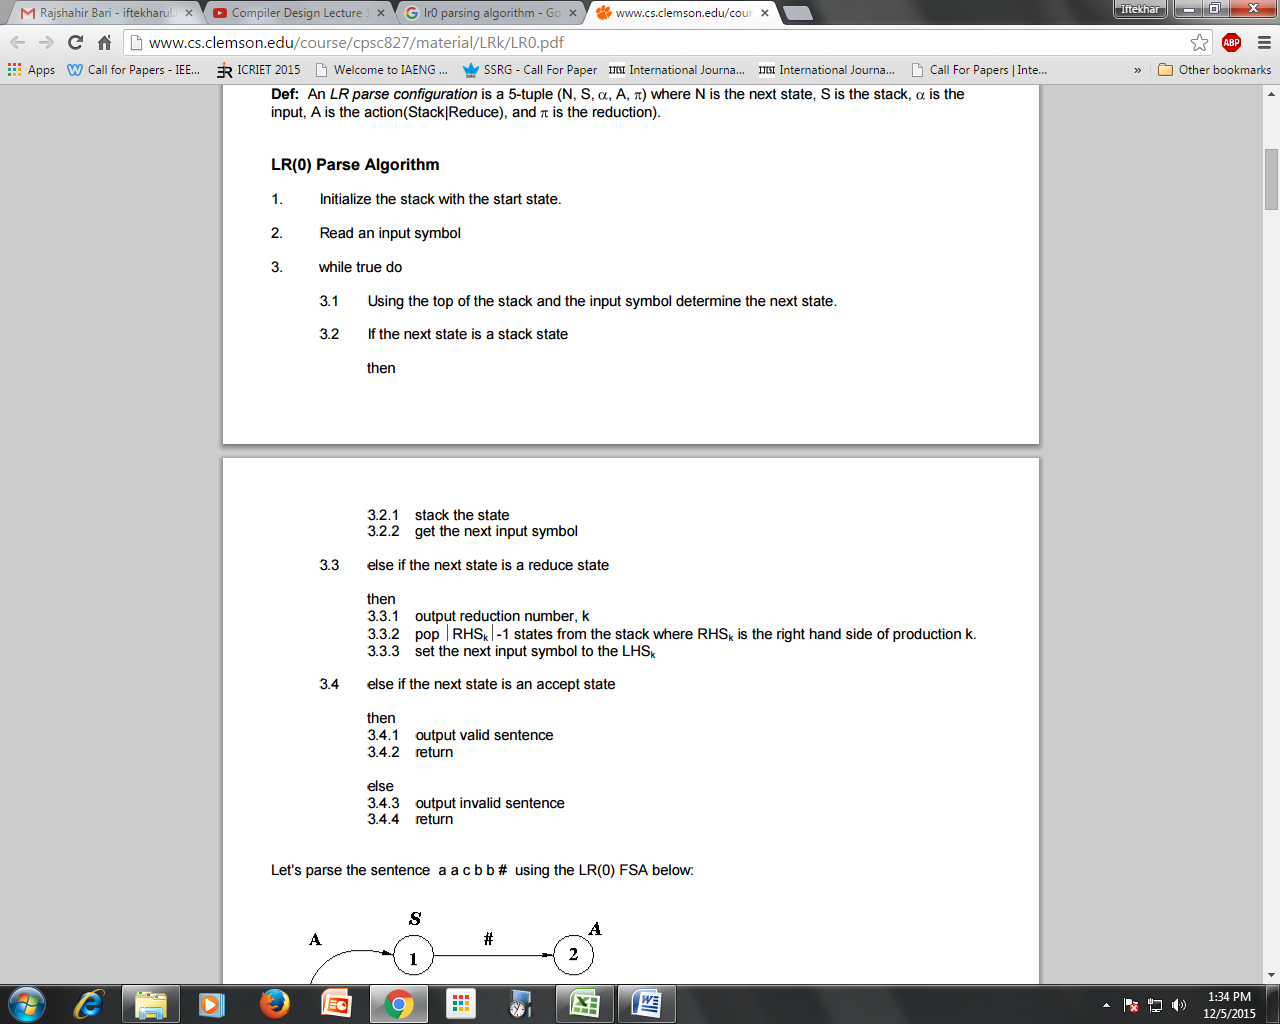 Rajshahir Bari - iftekharul.
Compiler Design Lecture 1
lr0 parsing algorithm - Go
www.cs.clemson.edu/cour
Iftekhar
www.cs.clemson.edu/course/cpsc827/material/LRk/LR0.pdf
ABP
Apps
Call for Papers - IEE...
ICRIET 2015
Welcome to IAENG ...
SSRG - Call For Paper
International Journa...
International Journa...
Call For Papers | Inte...
»
Other bookmarks
Def: An LR parse configuration is a 5-tuple (N, S, α, A, π) where N is the next state, S is the stack, α is the
input, A is the action(Stack|Reduce), and π is the reduction).
LR(0) Parse Algorithm
1. Initialize the stack with the start state.
2. Read an input symbol
3. while true do
3.1 Using the top of the stack and the input symbol determine the next state.
3.2 If the next state is a stack state
then
3.2.1 stack the state
3.2.2 get the next input symbol
3.3 else if the next state is a reduce state
then
3.3.1 output reduction number, k
3.3.2 pop |RHSₖ|-1 states from the stack where RHSₖ is the right hand side of production k.
3.3.3 set the next input symbol to the LHSₖ
3.4 else if the next state is an accept state
then
3.4.1 output valid sentence
3.4.2 return
else
3.4.3 output invalid sentence
3.4.4 return
Let's parse the sentence a a c b b # using the LR(0) FSA below:
S
A
A # 
1 2
1:34 PM
12/5/2015